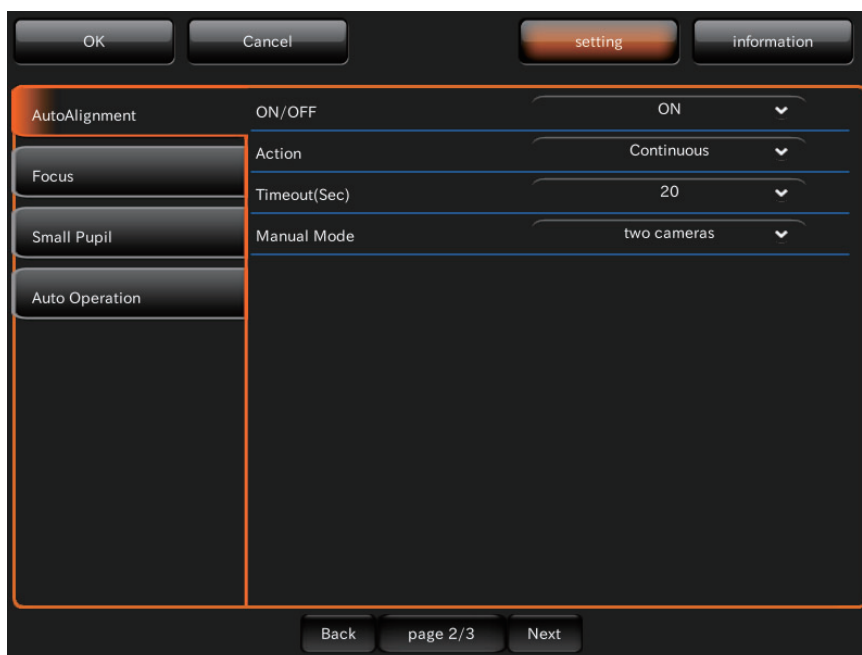 OK Cancel setting information
AutoAlignment
Focus
Small Pupil
Auto Operation
ON/OFF ON
Action Continuous
Timeout(Sec) 20
Manual Mode two cameras
Back page 2/3 Next